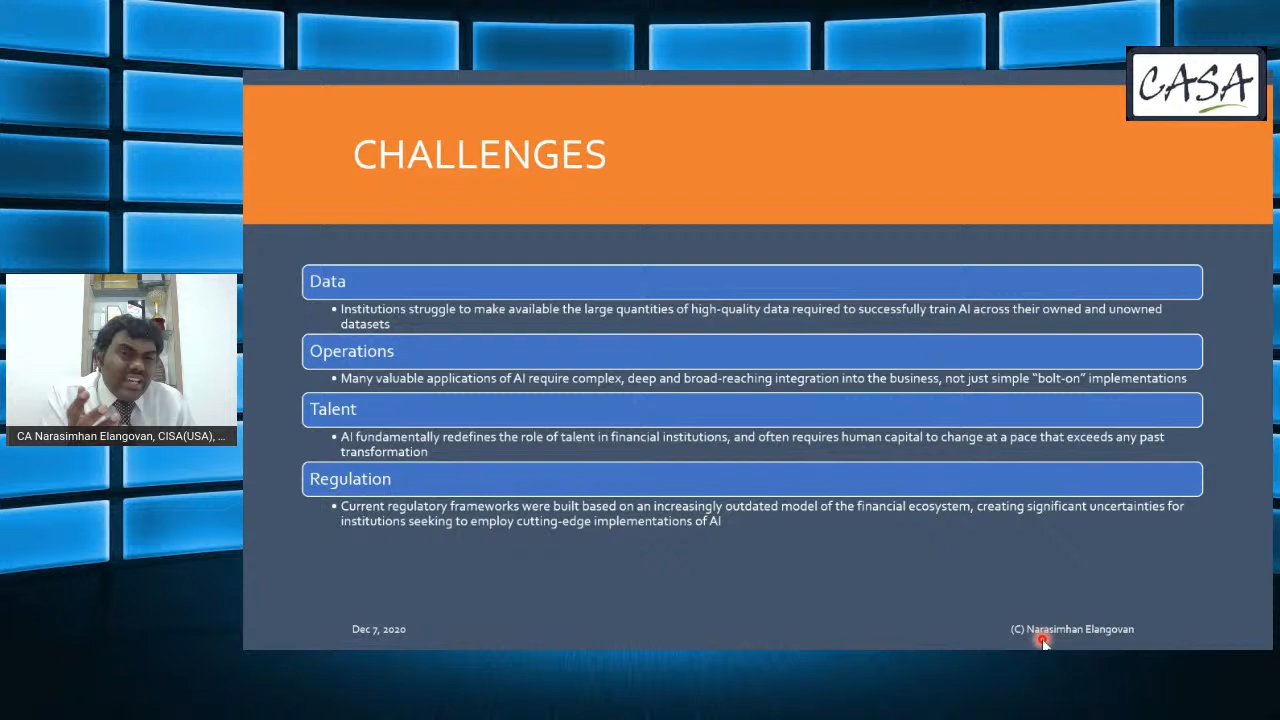 CASA
CHALLENGES
Data
• Institutions struggle to make available the large quantities of high-quality data required to successfully train AI across their owned and unowned
datasets
Operations
• Many valuable applications of AI require complex, deep and broad-reaching integration into the business, not just simple “bolt-on” implementations
Talent
• AI fundamentally redefines the role of talent in financial institutions, and often requires human capital to change at a pace that exceeds any past
transformation
Regulation
• Current regulatory frameworks were built based on an increasingly outdated model of the financial ecosystem, creating significant uncertainties for
institutions seeking to employ cutting-edge implementations of AI
CA Narasimhan Elangovan, CISA(USA), ...
Dec 7, 2020
(C) Narasimhan Elangovan